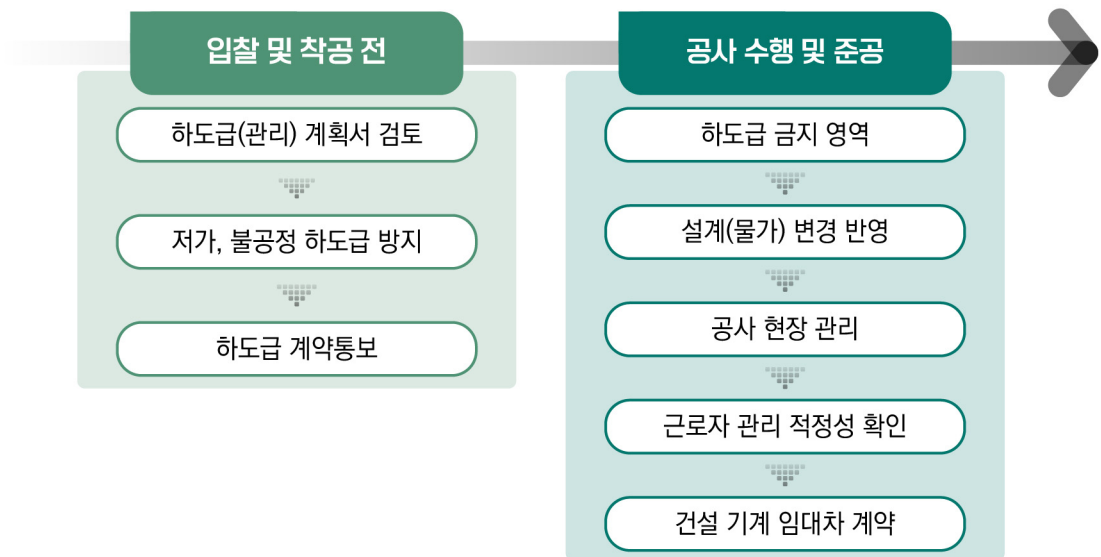 입찰 및 착공 전
하도급(관리) 계획서 검토
저가, 불공정 하도급 방지
하도급 계약통보
공사 수행 및 준공
하도급 금지 영역
설계(물가) 변경 반영
공사 현장 관리
근로자 관리 적정성 확인
건설 기계 임대차 계약